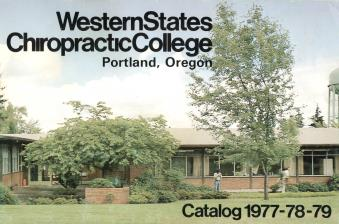 WesternStates
ChiropracticCollege
Portland, Oregon
Catalog 1977-78-79